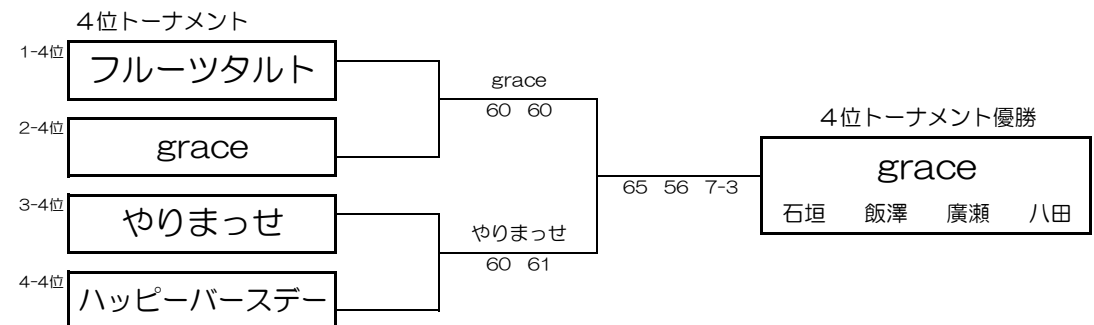 4位トーナメント
1-4位
フルーツタルト
grace
60 60
2-4位
grace
4位トーナメント優勝
grace
石垣 飯澤 廣瀬 八田
65 56 7-3
3-4位
やりまっせ
やりまっせ
60 61
4-4位
ハッピーバースデー